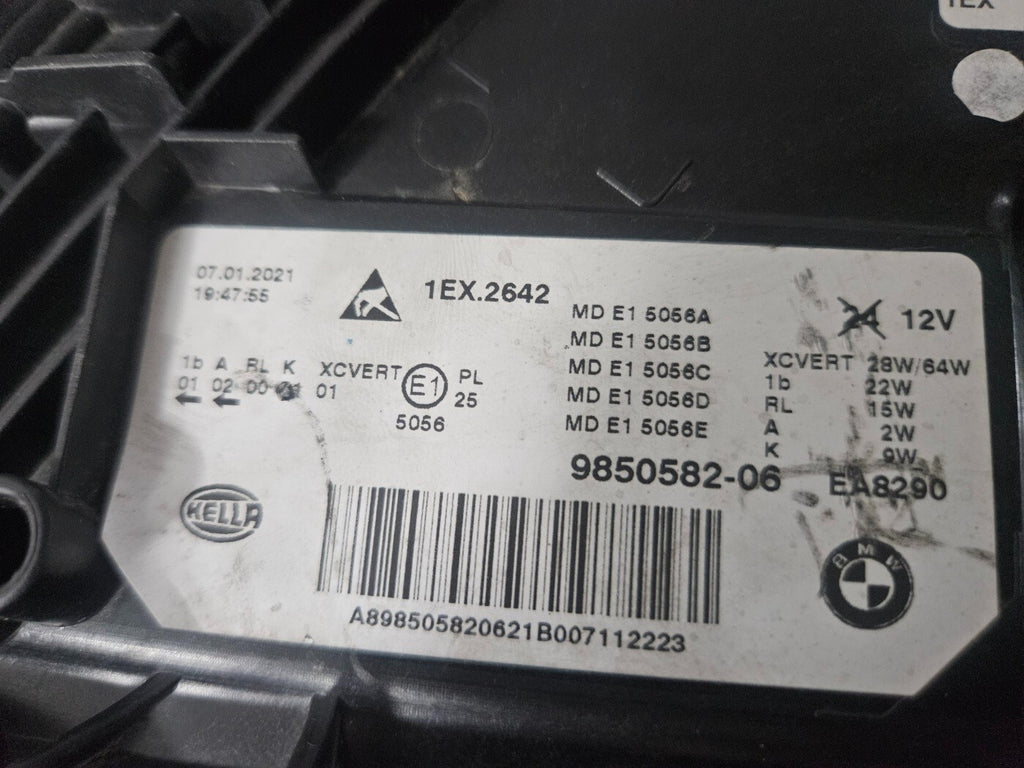 1EX
07.01.2021
19:47:55
1EX.2642
MD E1 5056A
MD E1 5056B
MD E1 5056C
MD E1 5056D
MD E1 5056E
24 12V
1b A RL K XCVERT
01 02 00 01 01
E1
PL
25
5056
XCVERT 28W/64W
1b 22W
RL 15W
A 2W
K 9W
9850582-06 EA8290
HELLA
BMW
A898505820621B007112223